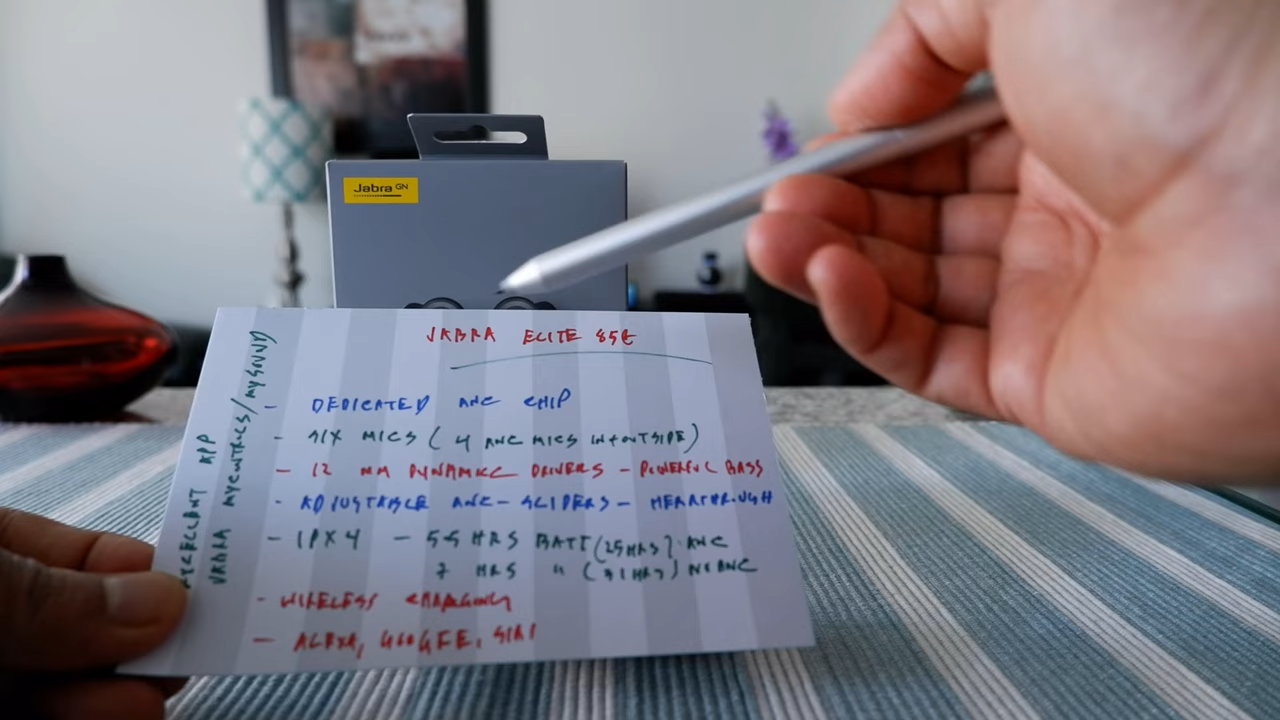 Jabra GN
JABRA ELITE 85t
- DEDICATED ANC CHIP
- SIX MICS ( 4 ANC MICS IN + OUTSIDE )
- 12 MM DYNAMIC DRIVERS - POWERFUL BASS
- ADJUSTABLE ANC - SLIDERS - HEARTHROUGH
- IPX4 - 5.5 HRS BATT (25 HRS) ANC
7 HRS " (31 HRS) NO ANC
- WIRELESS CHARGING
- ALEXA, GOOGLE, SIRI
EXCELLENT APP
JABRA MYCONTROLS/MYSOUND